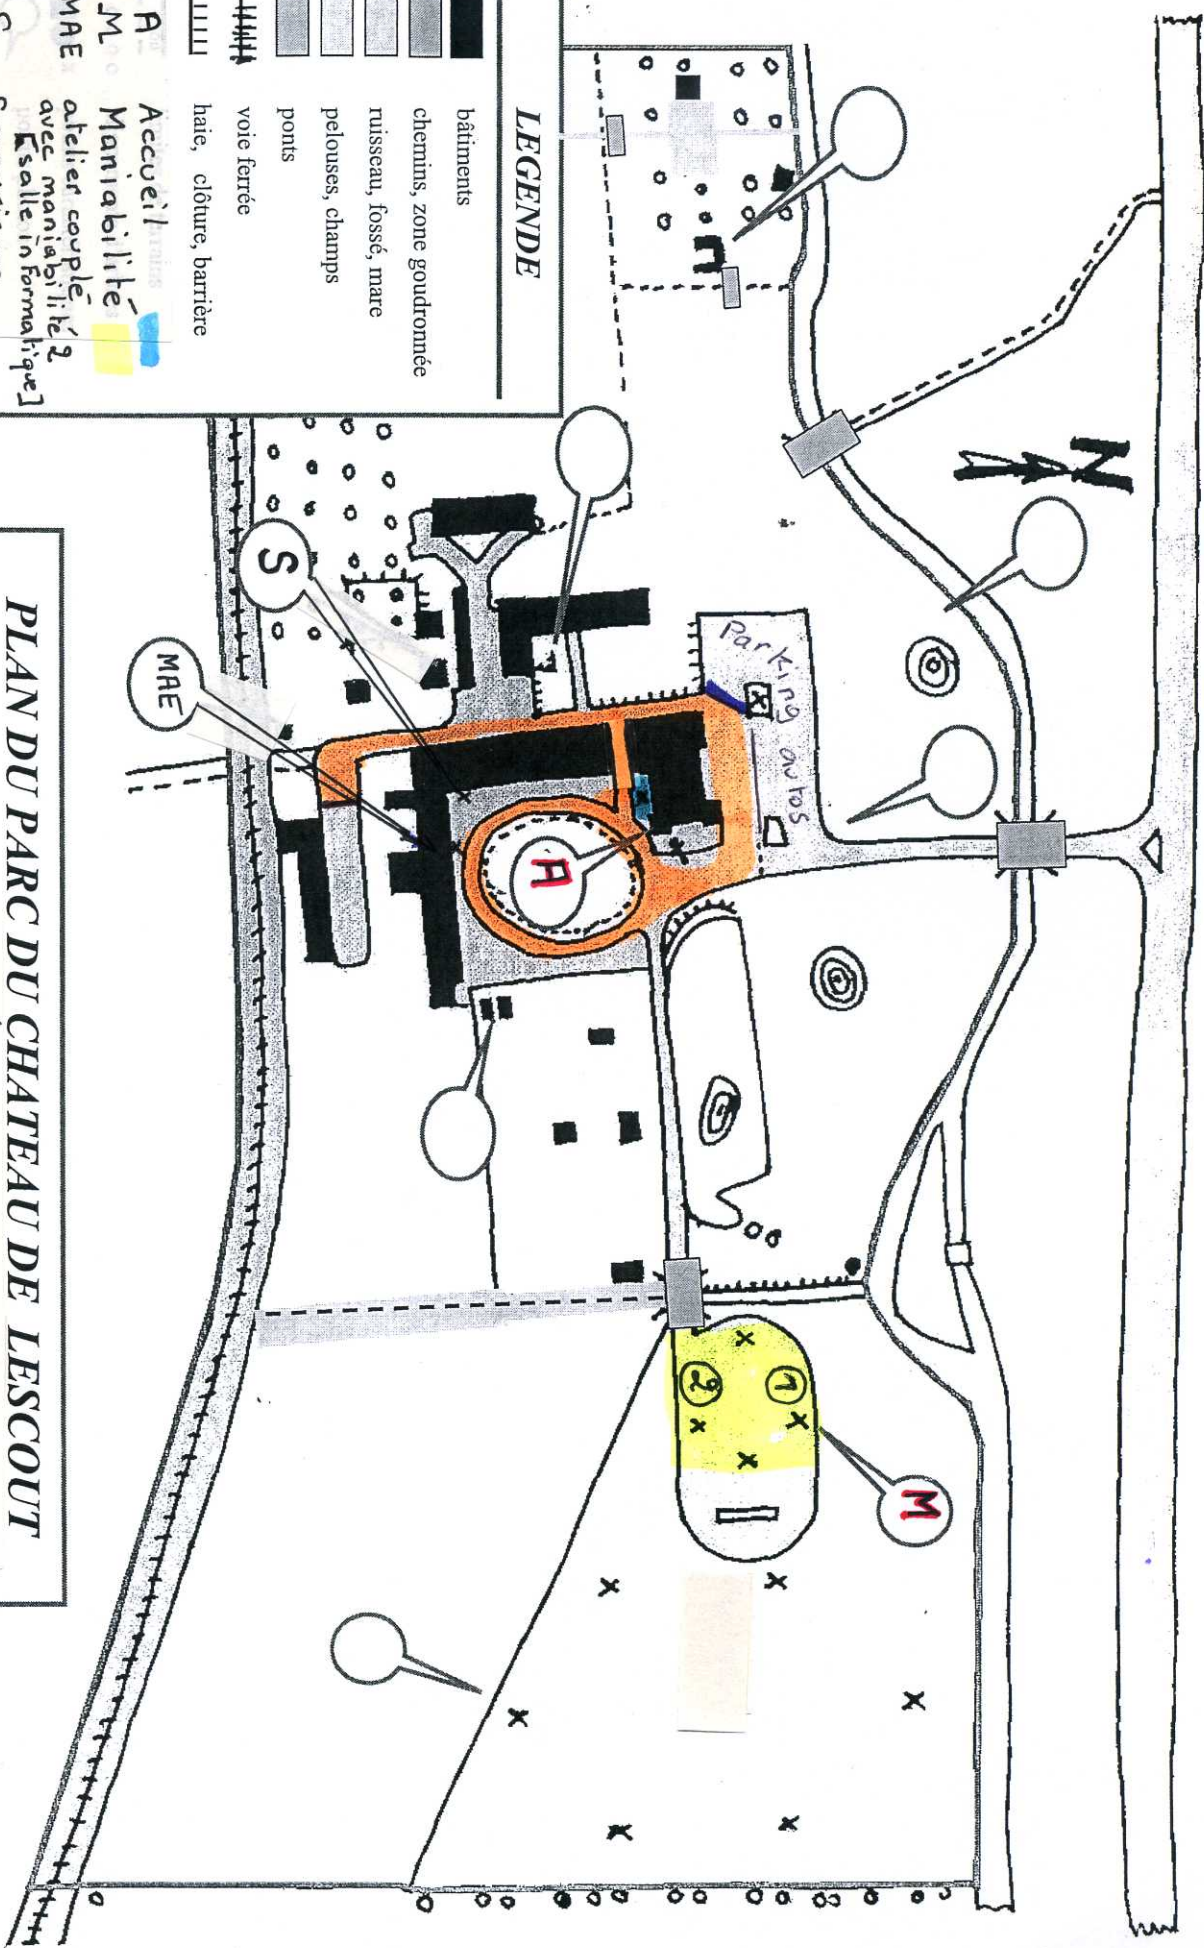 LEGENDE
bâtiments
chemins, zone goudronnée
ruisseau, fossé, mare
pelouses, champs
ponts
voie ferrée
haie, clôture, barrière
A Accueil
M Maniabilité
MAE atelier couplé
avec maniabilité 2
[salle informatique]
N
Parking autos
S
MAE
A
1
2
M
PLAN DU PARC DU CHATEAU DE LESCOUT